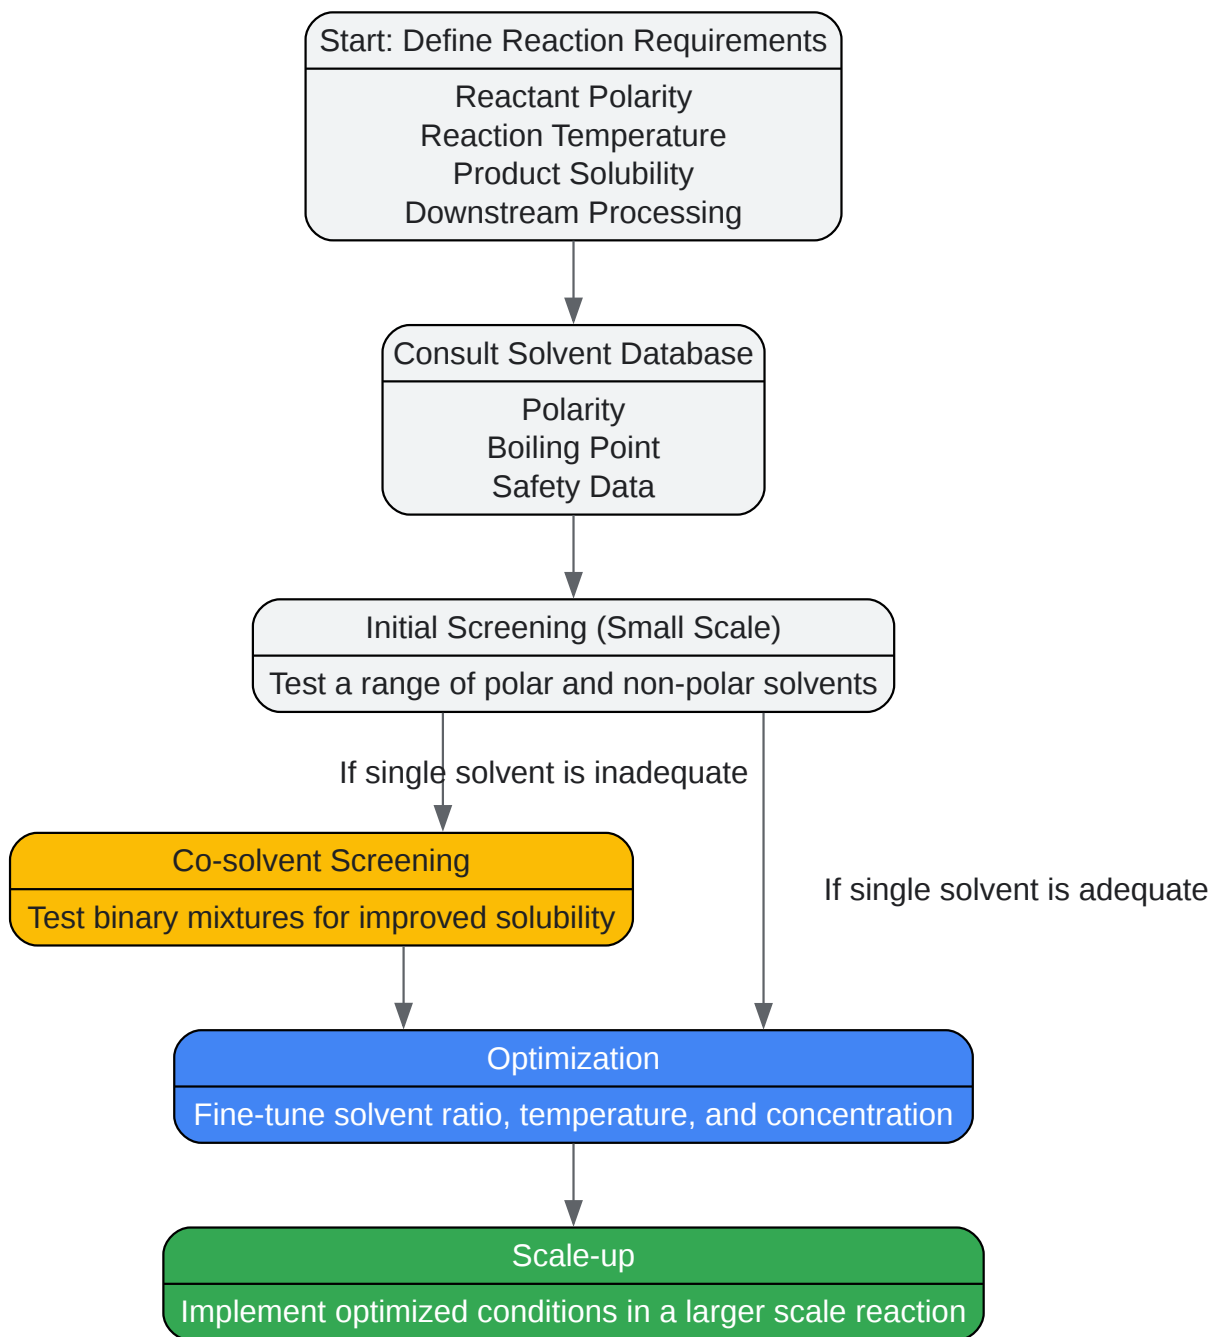 Start: Define Reaction Requirements
Reactant Polarity
Reaction Temperature
Product Solubility
Downstream Processing
Consult Solvent Database
Polarity
Boiling Point
Safety Data
Initial Screening (Small Scale)
Test a range of polar and non-polar solvents
If single solvent is inadequate
Co-solvent Screening
Test binary mixtures for improved solubility
If single solvent is adequate
Optimization
Fine-tune solvent ratio, temperature, and concentration
Scale-up
Implement optimized conditions in a larger scale reaction